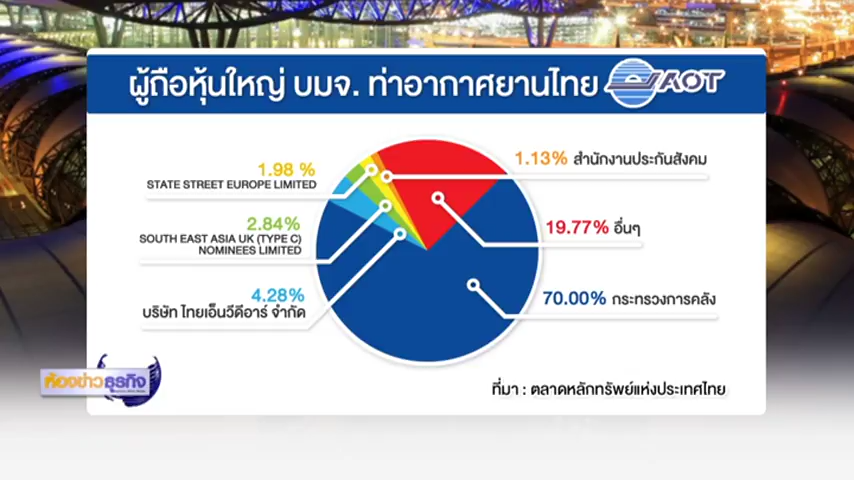 ผู้ถือหุ้นใหญ่ บมจ. ท่าอากาศยานไทย AOT
1.98 %
STATE STREET EUROPE LIMITED
2.84%
SOUTH EAST ASIA UK (TYPE C)
NOMINEES LIMITED
4.28%
บริษัท ไทยเอ็นวีดีอาร์ จำกัด
1.13% สำนักงานประกันสังคม
19.77% อื่นๆ
70.00% กระทรวงการคลัง
ห้องข่าวธุรกิจ
ที่มา : ตลาดหลักทรัพย์แห่งประเทศไทย